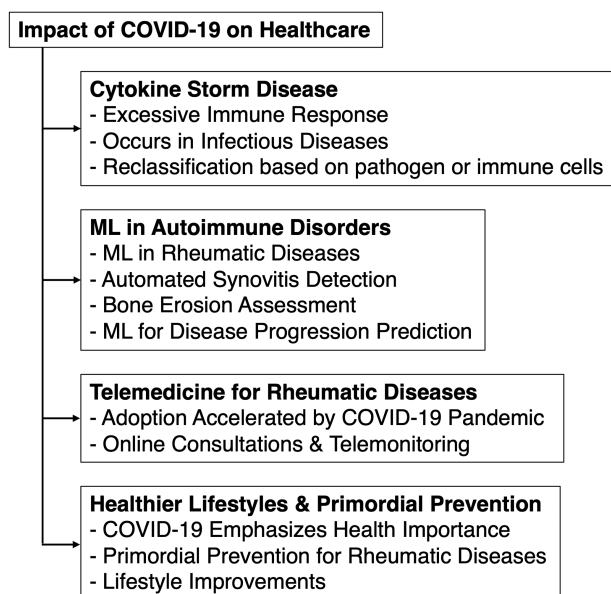 Impact of COVID-19 on Healthcare
Cytokine Storm Disease
- Excessive Immune Response
- Occurs in Infectious Diseases
- Reclassification based on pathogen or immune cells
ML in Autoimmune Disorders
- ML in Rheumatic Diseases
- Automated Synovitis Detection
- Bone Erosion Assessment
- ML for Disease Progression Prediction
Telemedicine for Rheumatic Diseases
- Adoption Accelerated by COVID-19 Pandemic
- Online Consultations & Telemonitoring
Healthier Lifestyles & Primordial Prevention
- COVID-19 Emphasizes Health Importance
- Primordial Prevention for Rheumatic Diseases
- Lifestyle Improvements